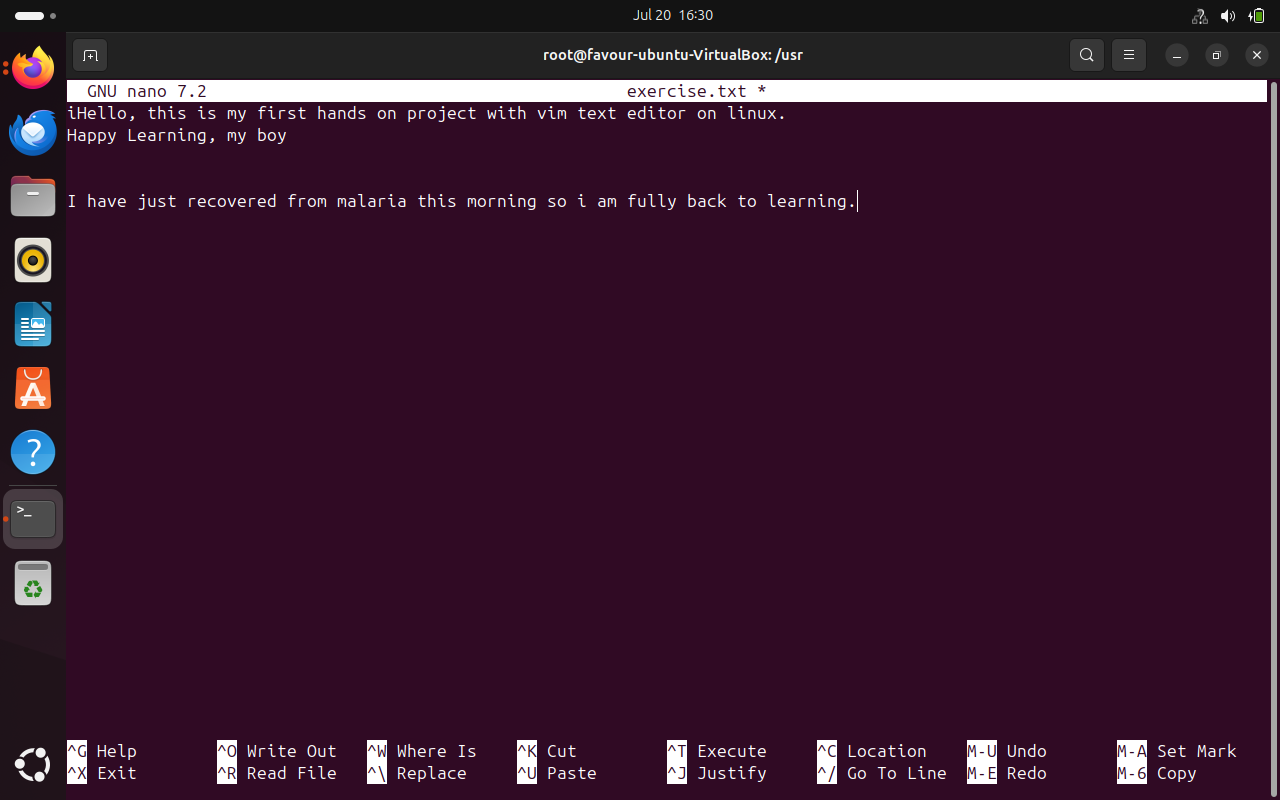 Jul 20 16:30
root@favour-ubuntu-VirtualBox: /usr
GNU nano 7.2 exercise.txt *
iHello, this is my first hands on project with vim text editor on linux.
Happy Learning, my boy
I have just recovered from malaria this morning so i am fully back to learning.
^G Help ^O Write Out ^W Where Is ^K Cut ^T Execute ^C Location M-U Undo M-A Set Mark
^X Exit ^R Read File ^\ Replace ^U Paste ^J Justify ^/ Go To Line M-E Redo M-6 Copy